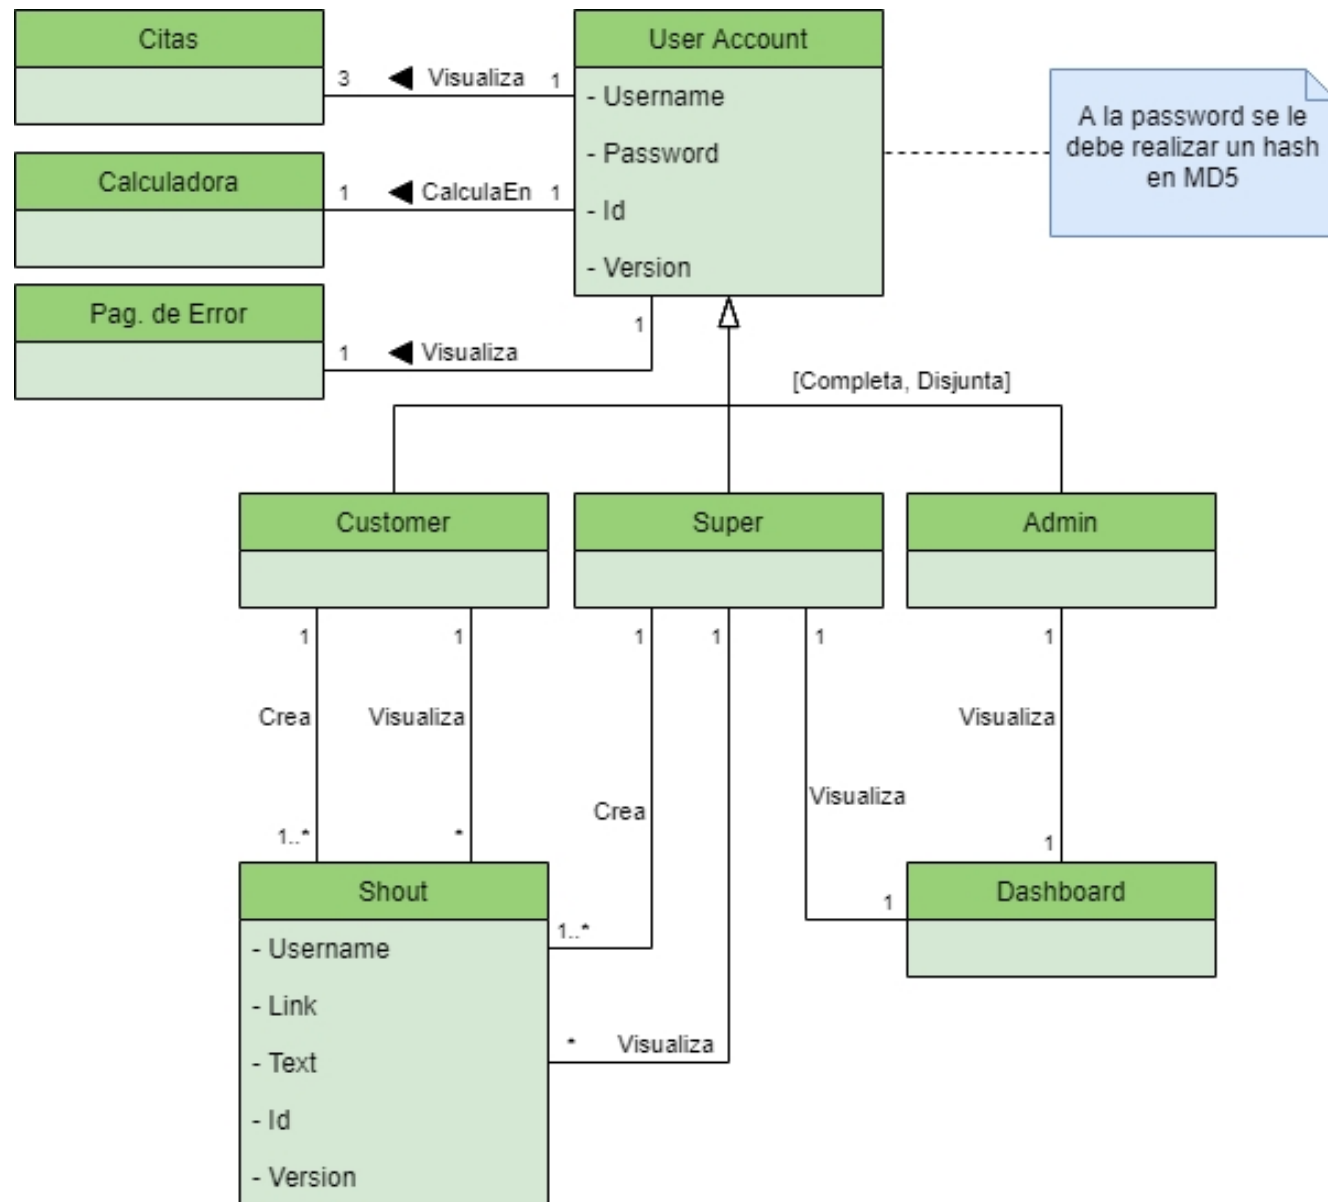 Citas
User Account
3
Visualiza
1
- Username
A la password se le
debe realizar un hash
en MD5
- Password
Calculadora
1
CalculaEn
1
- Id
- Version
Pag. de Error
1
1
Visualiza
[Completa, Disjunta]
Customer
Super
Admin
1
1
1
1
1
1
Crea
Visualiza
Visualiza
Visualiza
Crea
1..*
*
1
Shout
Dashboard
1
1..*
- Username
- Link
* Visualiza
- Text
- Id
- Version